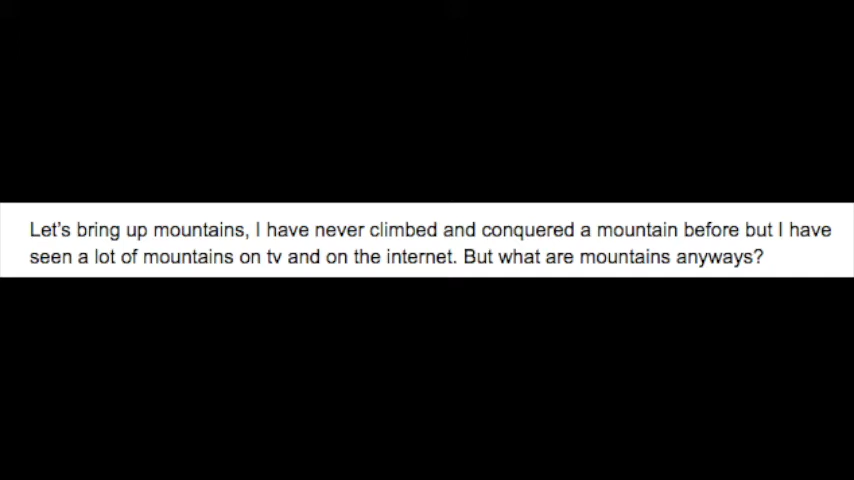 Let’s bring up mountains, I have never climbed and conquered a mountain before but I have
seen a lot of mountains on tv and on the internet. But what are mountains anyways?